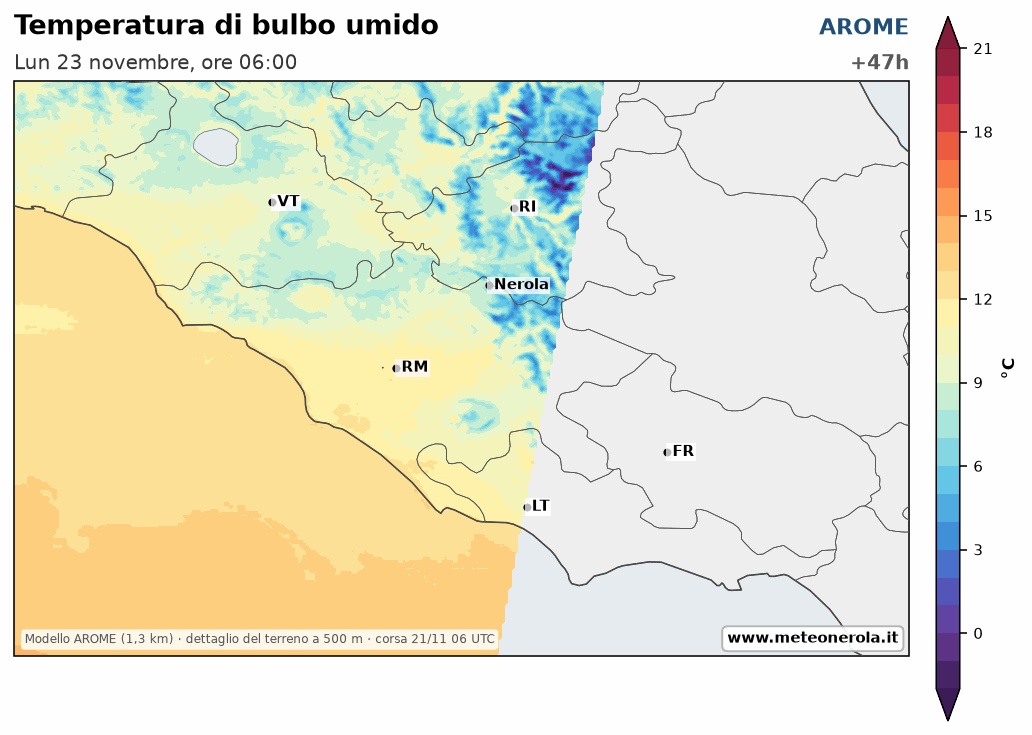 Temperatura di bulbo umido
AROME
Lun 23 novembre, ore 06:00
+47h
21
18
15
12
9
6
3
0
°C
VT
RI
Nerola
RM
FR
LT
Modello AROME (1,3 km) · dettaglio del terreno a 500 m · corsa 21/11 06 UTC
www.meteonerola.it